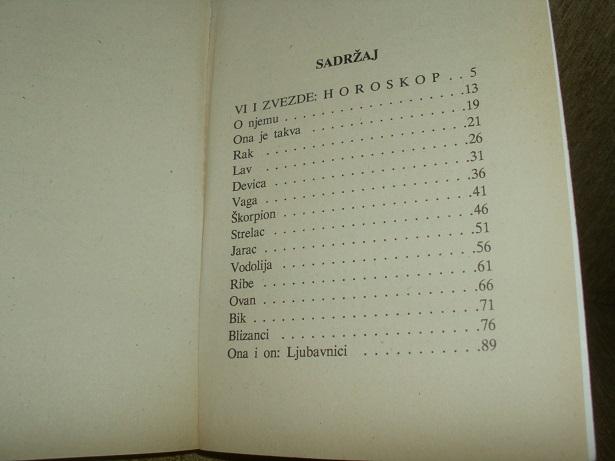 SADRŽAJ
VI I ZVEZDE: H O R O S K O P . . 5
O njemu . . . . . . . . . . . . . . . . .13
Ona je takva . . . . . . . . . . . . . .19
Rak . . . . . . . . . . . . . . . . . . .21
Lav . . . . . . . . . . . . . . . . . . .26
Devica . . . . . . . . . . . . . . . . .31
Vaga . . . . . . . . . . . . . . . . . .36
Škorpion . . . . . . . . . . . . . . . .41
Strelac . . . . . . . . . . . . . . . . .46
Jarac . . . . . . . . . . . . . . . . . .51
Vodolija . . . . . . . . . . . . . . . .56
Ribe . . . . . . . . . . . . . . . . . .61
Ovan . . . . . . . . . . . . . . . . . .66
Bik . . . . . . . . . . . . . . . . . . .71
Blizanci . . . . . . . . . . . . . . . .76
Ona i on: Ljubavnici . . . . . . . . . .89